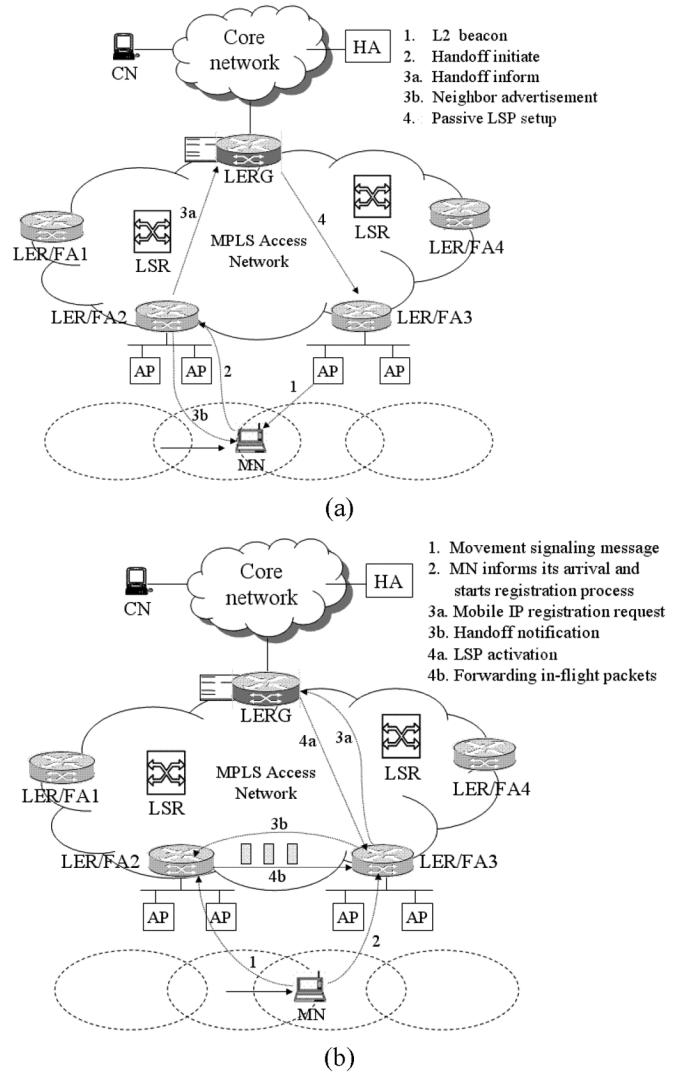 Core
network
HA
CN
1. L2 beacon
2. Handoff initiate
3a. Handoff inform
3b. Neighbor advertisement
4. Passive LSP setup
LERG
3a
4
LSR
LSR
MPLS Access
Network
LER/FA1
LER/FA4
LER/FA2
LER/FA3
AP
AP
AP
AP
2
1
3b
MN
(a)
Core
network
HA
CN
1. Movement signaling message
2. MN informs its arrival and
starts registration process
3a. Mobile IP registration request
3b. Handoff notification
4a. LSP activation
4b. Forwarding in-flight packets
LERG
4a
3a
LSR
LSR
MPLS Access
Network
LER/FA1
LER/FA4
3b
LER/FA2
LER/FA3
4b
AP
AP
AP
AP
1
2
MN
(b)